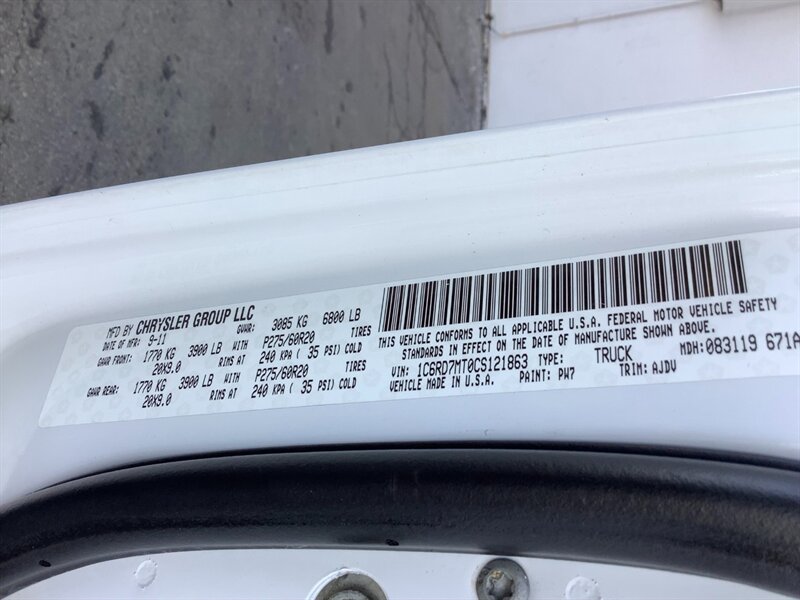 MFD BY CHRYSLER GROUP LLC
DATE OF MFR: 9-11 GVWR: 3085 KG 6800 LB
GAWR FRONT: 1770 KG 3900 LB WITH P275/60R20 TIRES
20X9.0 RIMS AT 240 KPA ( 35 PSI) COLD
GAWR REAR: 1770 KG 3900 LB WITH P275/60R20 TIRES
20X9.0 RIMS AT 240 KPA ( 35 PSI) COLD
THIS VEHICLE CONFORMS TO ALL APPLICABLE U.S.A. FEDERAL MOTOR VEHICLE SAFETY
STANDARDS IN EFFECT ON THE DATE OF MANUFACTURE SHOWN ABOVE.
VIN: 1C6RD7MT0CS121863 TYPE: TRUCK MDH: 083119 671A
VEHICLE MADE IN U.S.A. PAINT: PW7 TRIM: AJDV